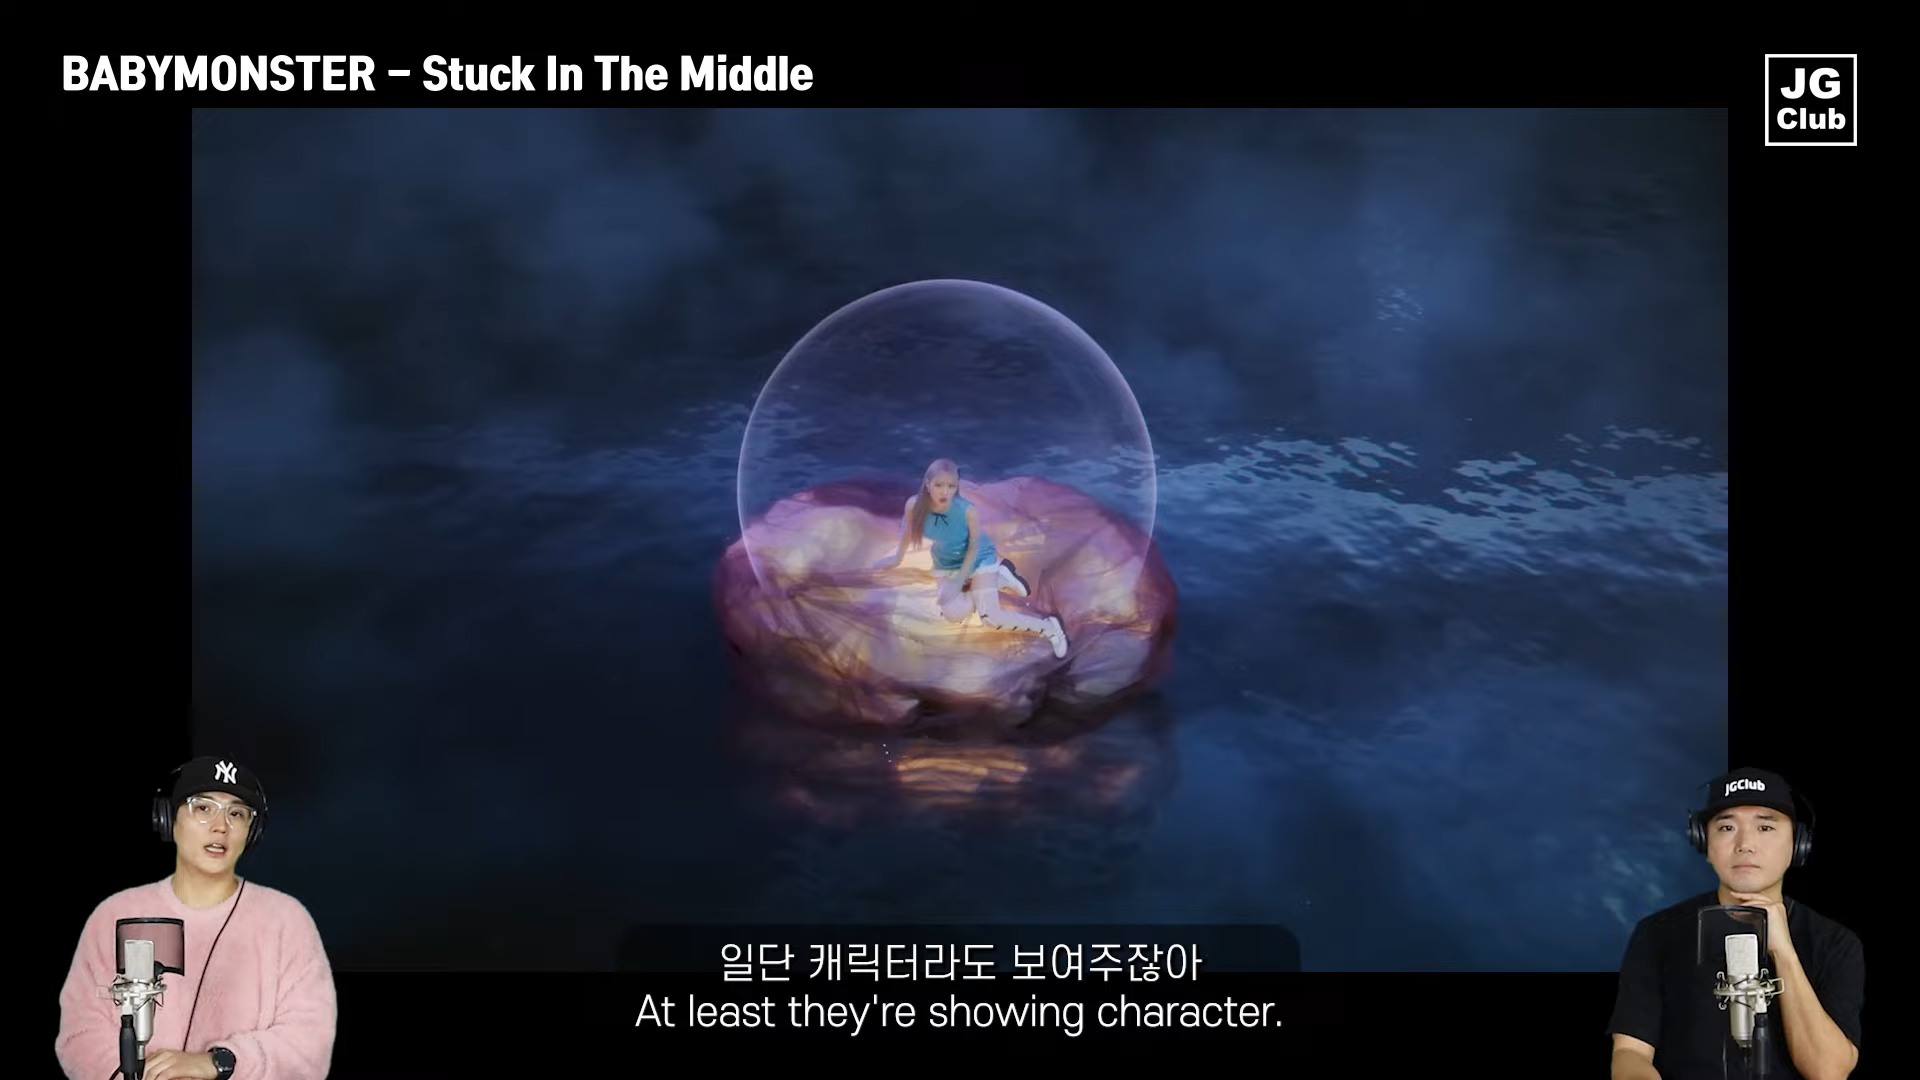 BABYMONSTER – Stuck In The Middle
JG
Club
NY
JGClub
일단 캐릭터라도 보여주잖아
At least they're showing character.